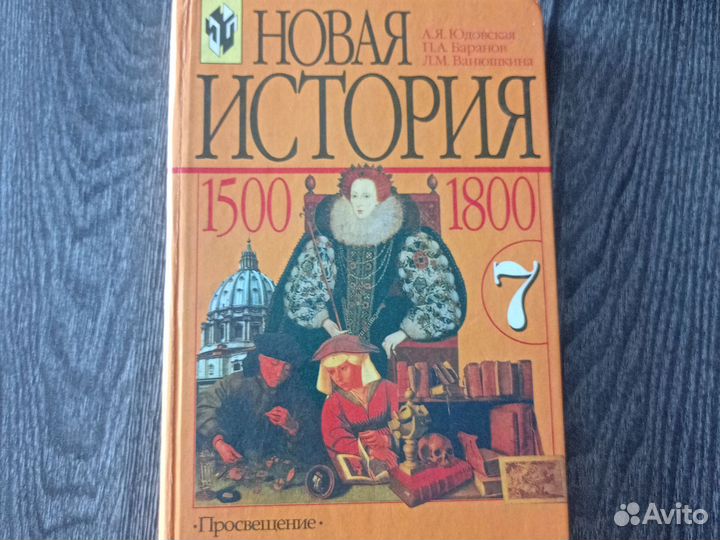 НОВАЯ
ИСТОРИЯ
А.Я. Юдовская
П.А. Баранов
Л.М. Ванюшкина
1500 1800
7
·Просвещение·
Avito